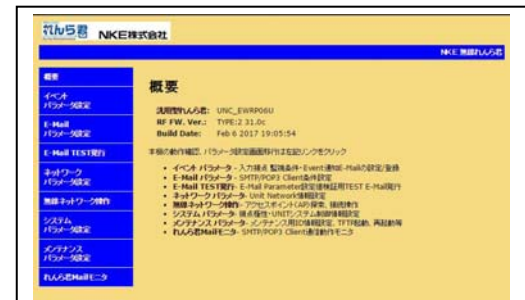 れんら君 NKE株式会社
NKE 無線れんら君
概要
イベント
パラメータ設定
E-Mail
パラメータ設定
E-Mail TEST発行
ネットワーク
パラメータ設定
無線ネットワーク操作
システム
パラメータ設定
メンテナンス
パラメータ設定
れんら君Mailモニタ
概要
汎用型れんら君: UNC_EWRP06U
RF FW. Ver.: TYPE:2 31.0c
Build Date: Feb 6 2017 19:05:54
本機の動作確認、パラメータ設定画面移行は左記リンクをクリック
• イベント パラメータ - 入力接点 監視条件・Event通知E-Mailの設定/登録
• E-Mail パラメータ - SMTP/POP3 Client条件設定
• E-Mail TEST発行 - E-Mail Parameter設定値検証用TEST E-Mail発行
• ネットワーク パラメータ - Unit Network情報設定
• 無線ネットワーク操作 - アクセスポイント(AP)探索、接続操作
• システム パラメータ - 接点極性・UNITシステム制御情報設定
• メンテナンス パラメータ - メンテナンス用ID情報設定、TFTP起動、再起動等
• れんら君Mailモニタ - SMTP/POP3 Client通信動作モニタ